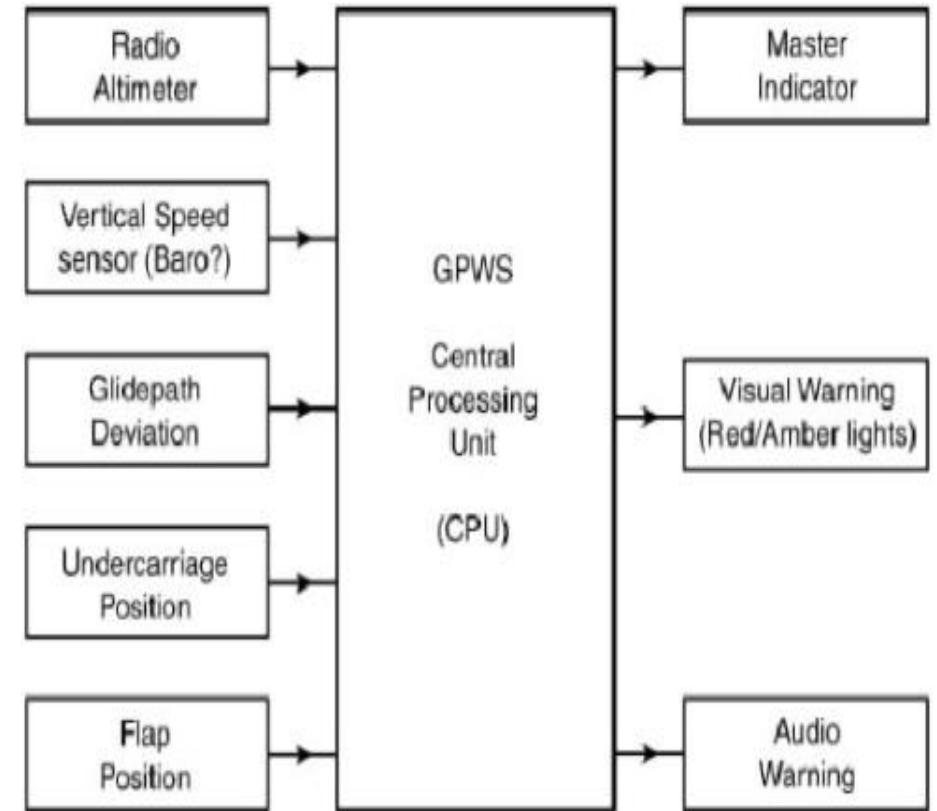 Radio
Altimeter
Vertical Speed
sensor (Baro?)
Glidepath
Deviation
Undercarriage
Position
Flap
Position
GPWS
Central
Processing
Unit
(CPU)
Master
Indicator
Visual Warning
(Red/Amber lights)
Audio
Warning